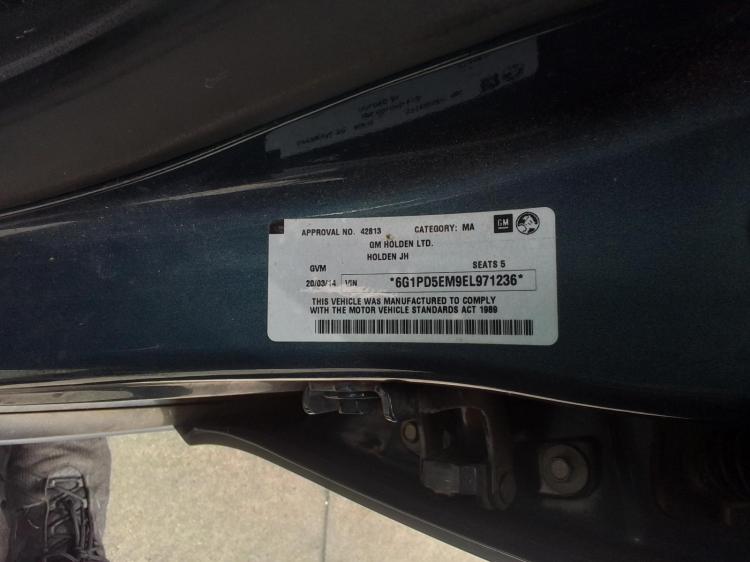 APPROVAL NO. 42813 CATEGORY: MA GM
GM HOLDEN LTD.
HOLDEN JH
GVM SEATS 5
20/03/14 VIN *6G1PD5EM9EL971236*
THIS VEHICLE WAS MANUFACTURED TO COMPLY
WITH THE MOTOR VEHICLE STANDARDS ACT 1989